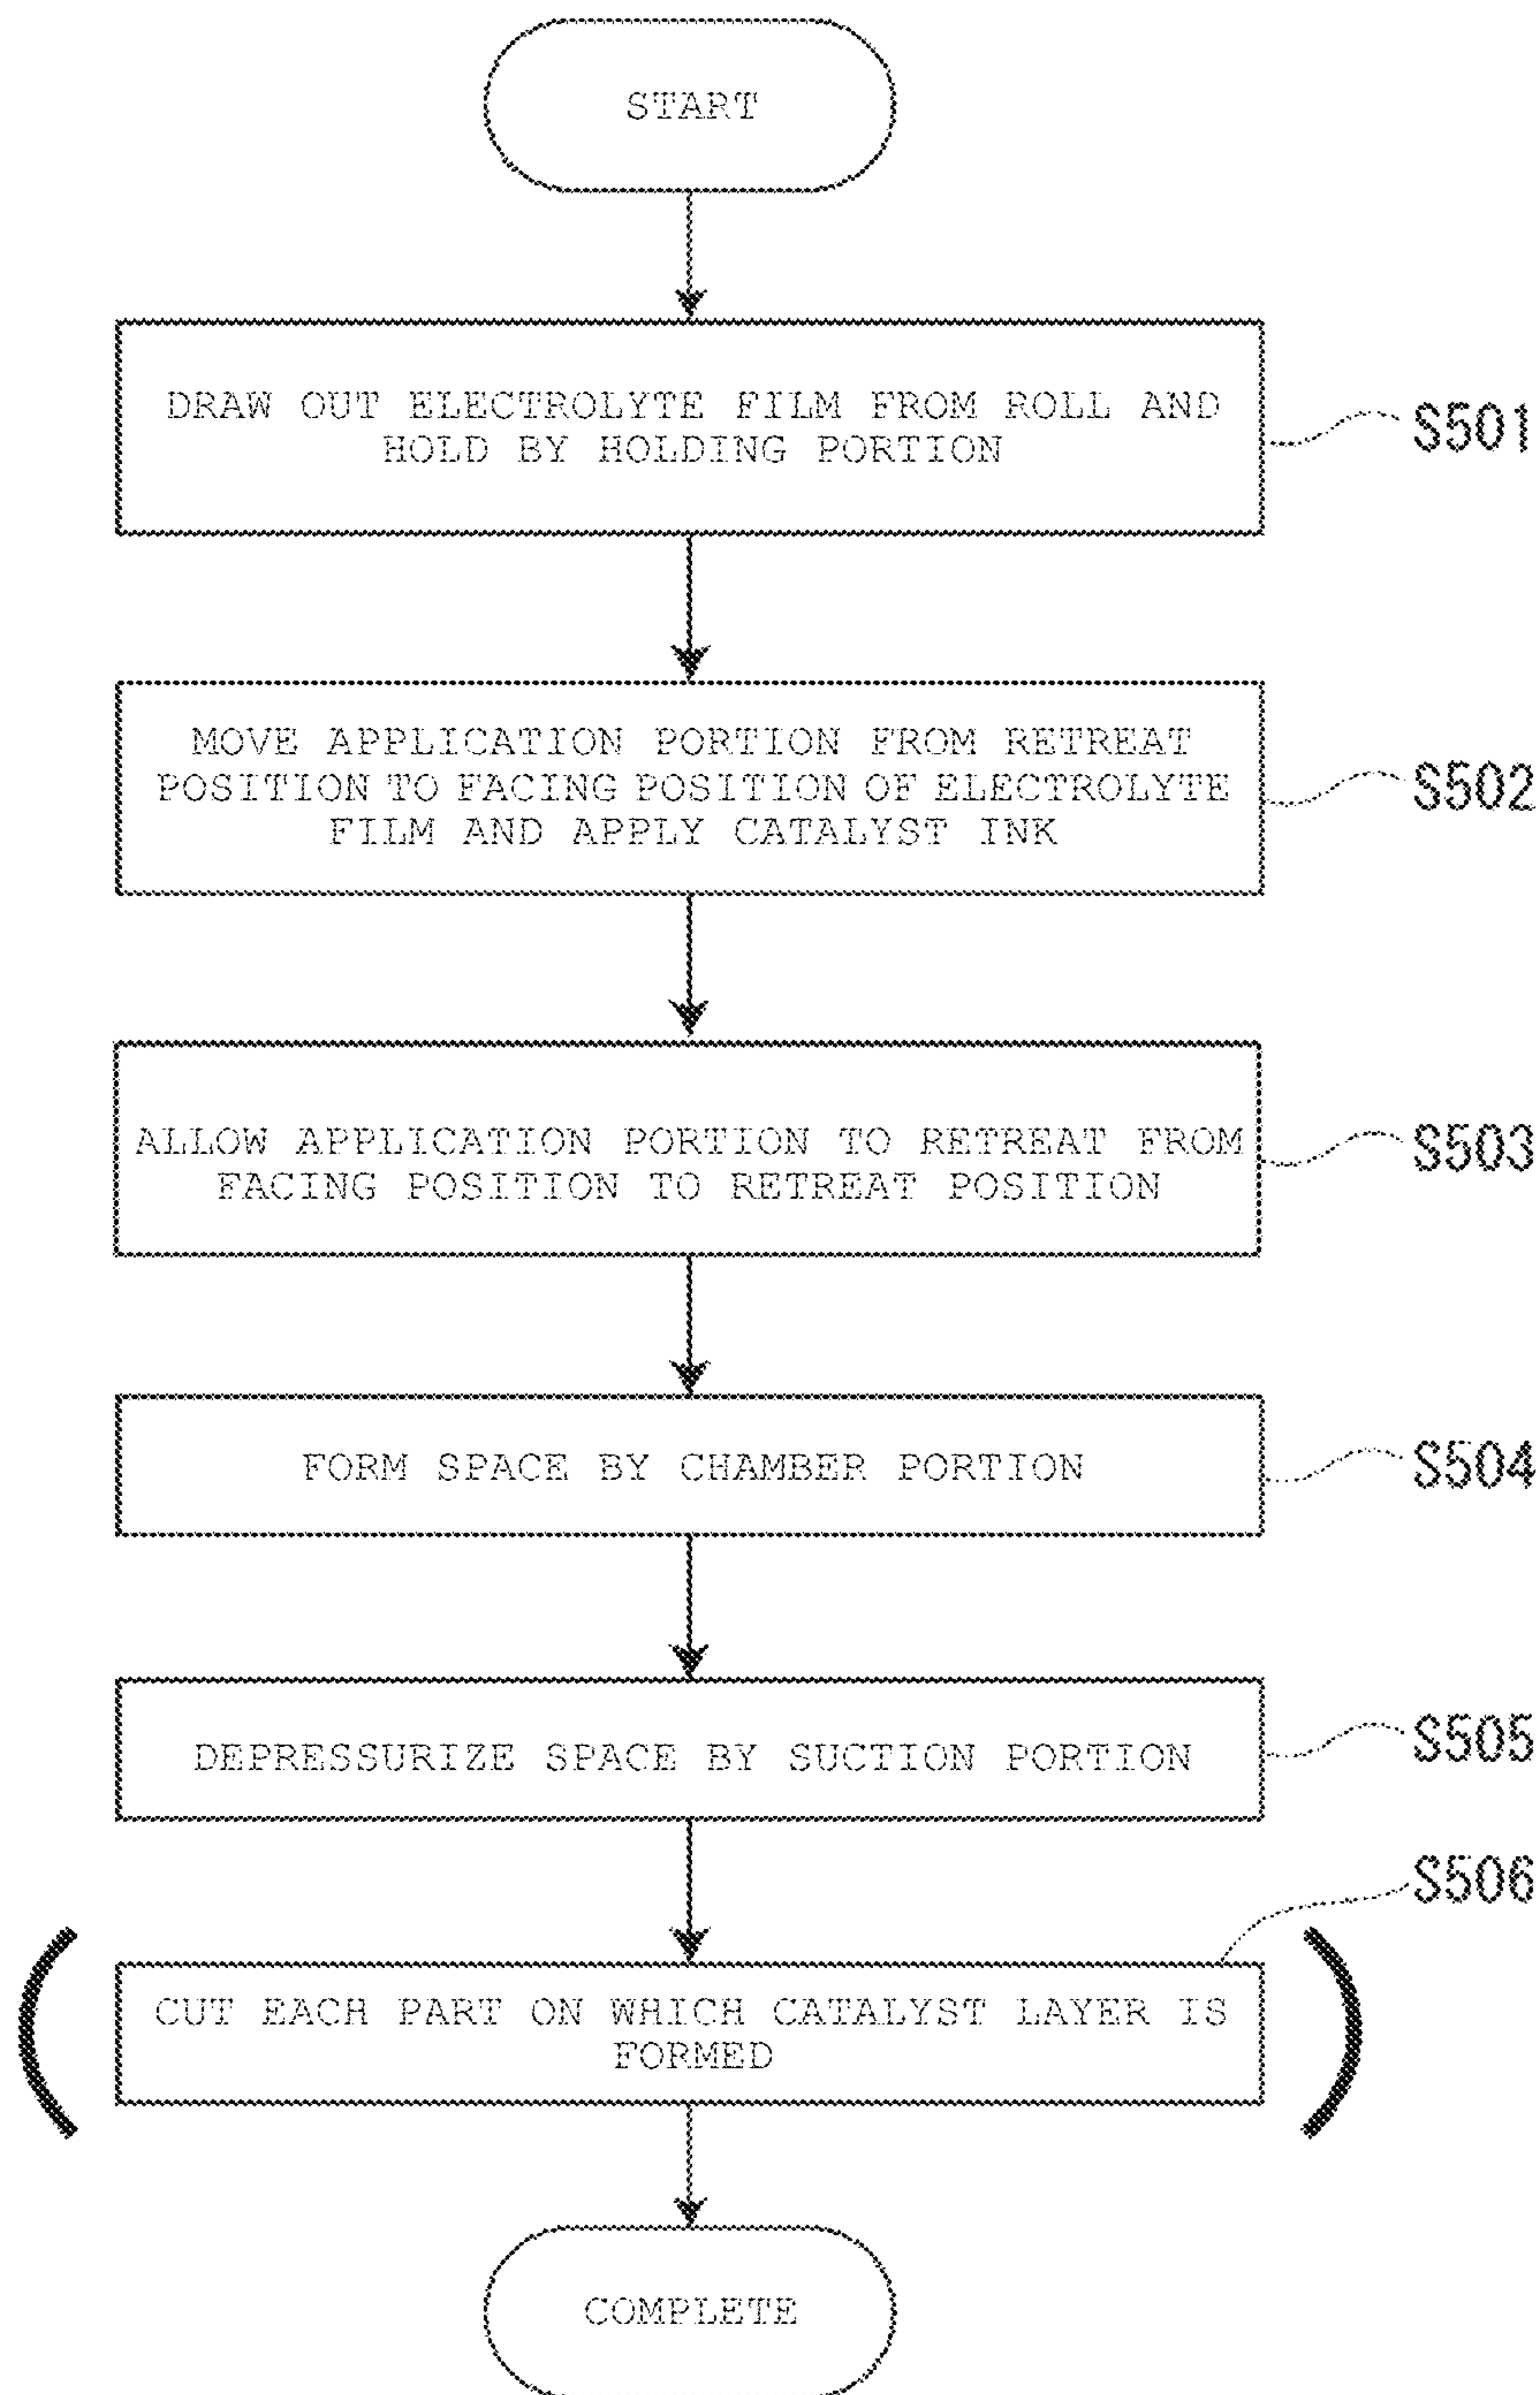 START
DRAW OUT ELECTROLYTE FILM FROM ROLL AND
HOLD BY HOLDING PORTION
S501
MOVE APPLICATION PORTION FROM RETREAT
POSITION TO FACING POSITION OF ELECTROLYTE
FILM AND APPLY CATALYST INK
S502
ALLOW APPLICATION PORTION TO RETREAT FROM
FACING POSITION TO RETREAT POSITION
S503
FORM SPACE BY CHAMBER PORTION
S504
DEPRESSURIZE SPACE BY SUCTION PORTION
S505
S506
CUT EACH PART ON WHICH CATALYST LAYER IS
FORMED
COMPLETE